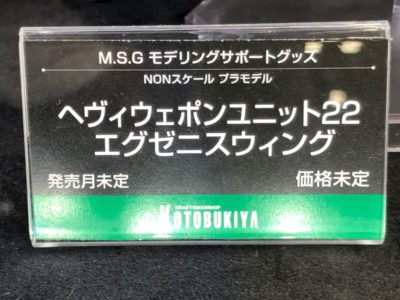 M.S.G モデリングサポートグッズ
NONスケール プラモデル
ヘヴィウェポンユニット22
エグゼニスウィング
発売月未定 価格未定
CRAFTSMANSHIP
KOTOBUKIYA